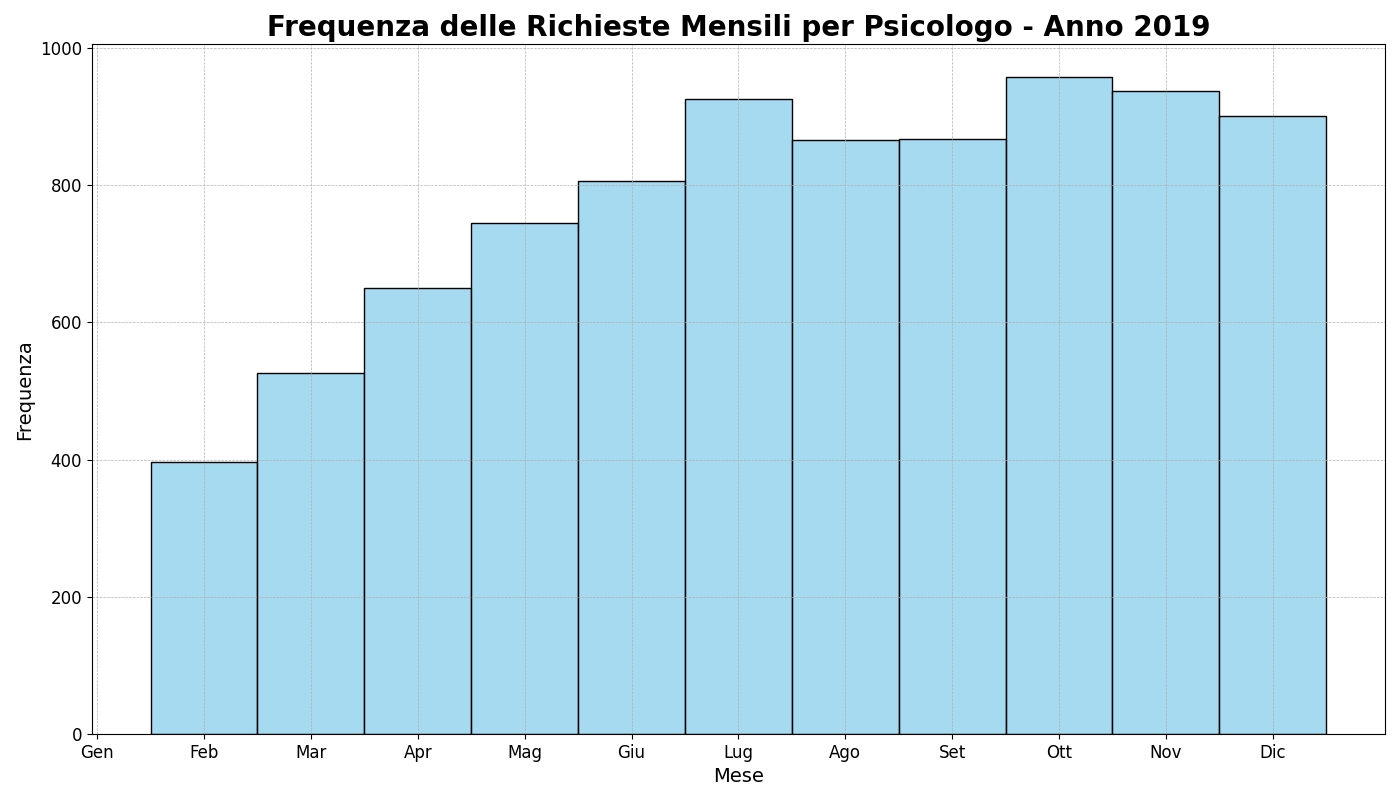 Frequenza delle Richieste Mensili per Psicologo - Anno 2019
1000
800
600
400
200
0
Frequenza
Gen Feb Mar Apr Mag Giu Lug Ago Set Ott Nov Dic
Mese